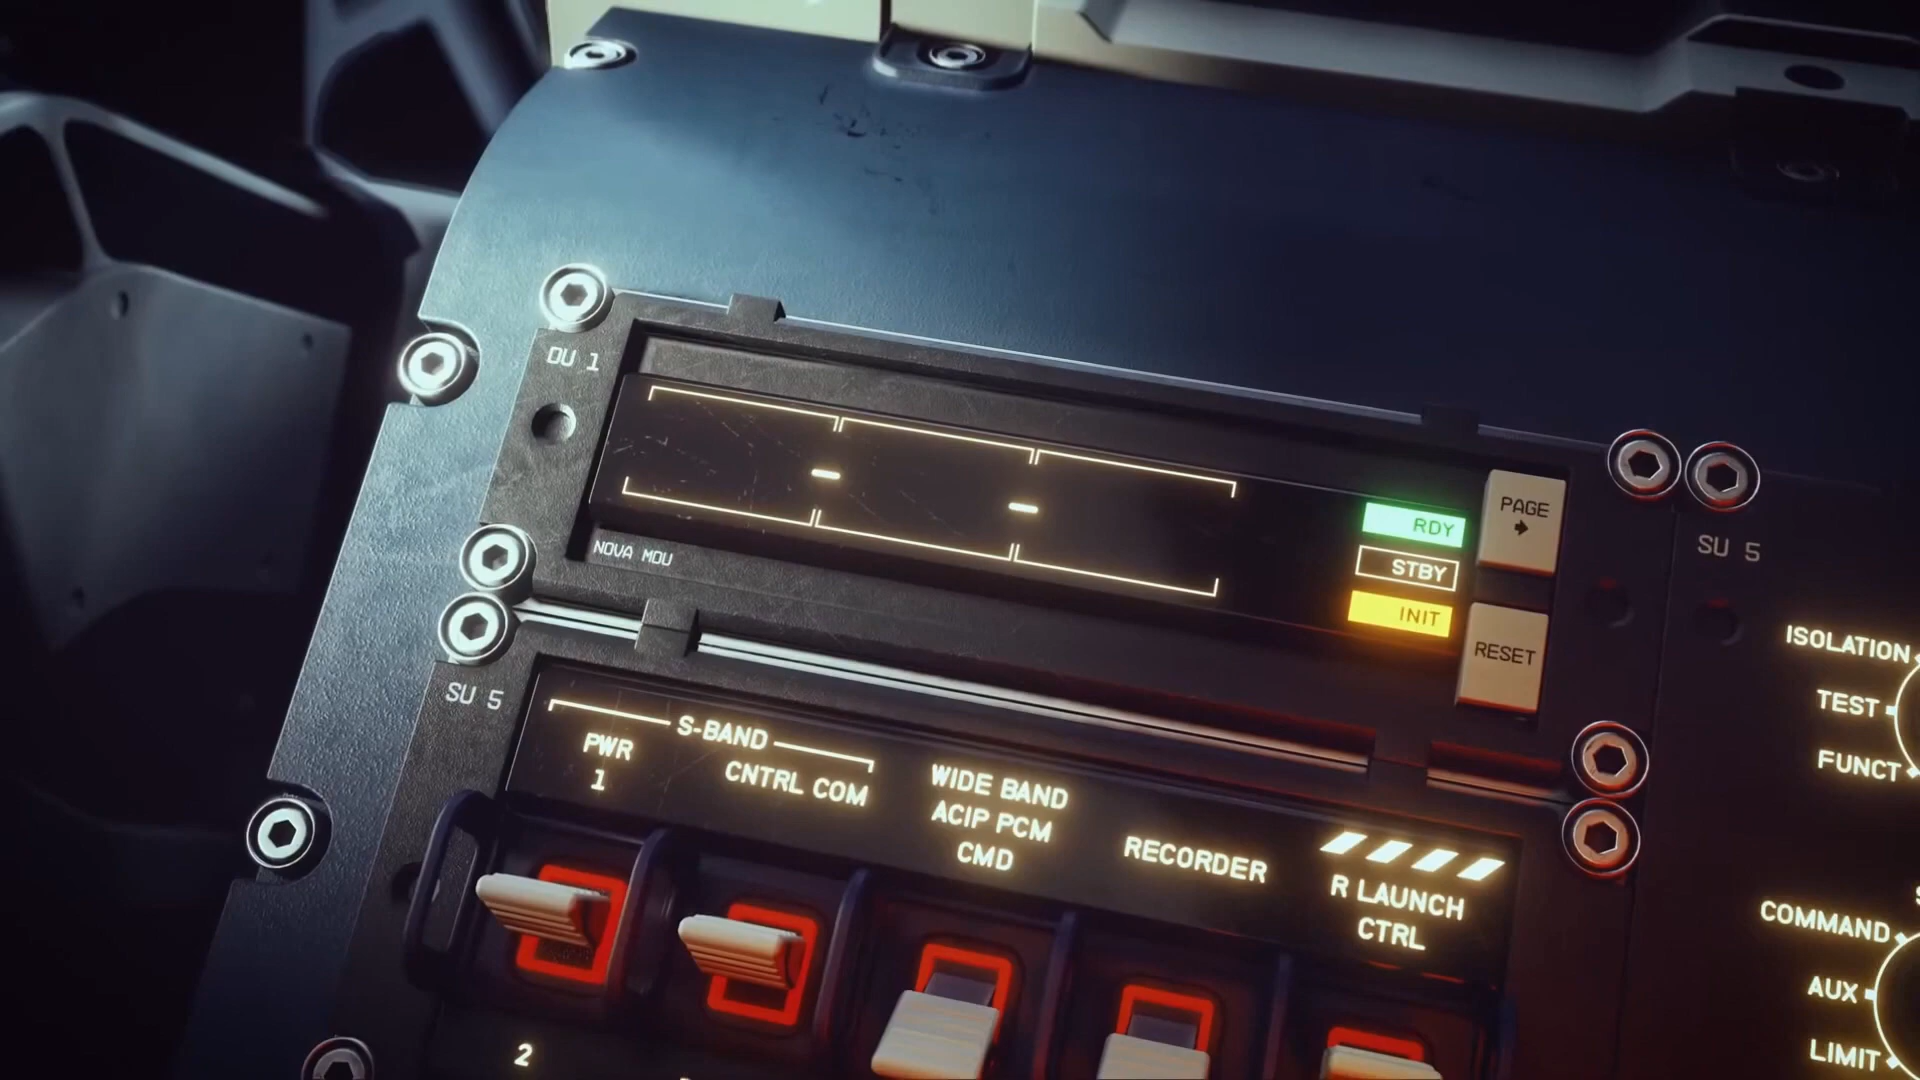 DU 1
PAGE
RDY
STBY
INIT
RESET
NOVA MDU
SU 5
SU 5
S-BAND
PWR
1
CNTRL COM
WIDE BAND
ACIP PCM
CMD
RECORDER
R LAUNCH
CTRL
2
ISOLATION
TEST
FUNCT
COMMAND
AUX
LIMIT